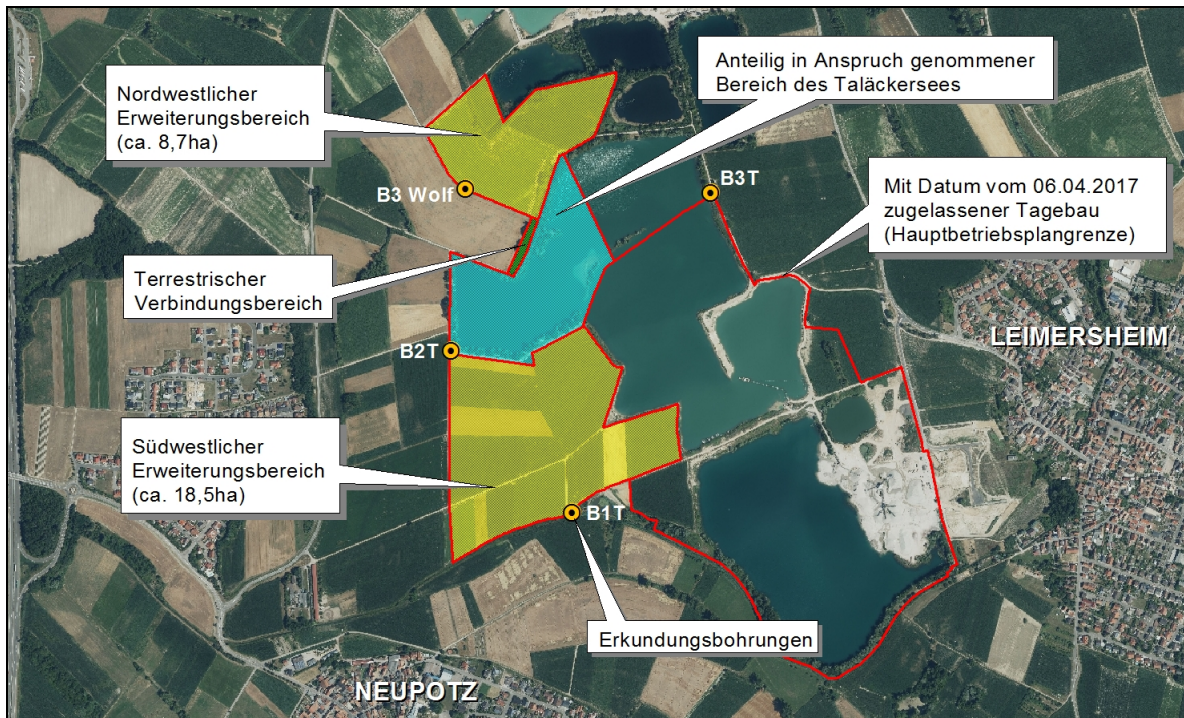 Nordwestlicher
Erweiterungsbereich
(ca. 8,7ha)
Anteilig in Anspruch genommener
Bereich des Taläckersees
B3 Wolf
B3T
Mit Datum vom 06.04.2017
zugelassener Tagebau
(Hauptbetriebsplangrenze)
Terrestrischer
Verbindungsbereich
LEIMERSHEIM
B2T
Südwestlicher
Erweiterungsbereich
(ca. 18,5ha)
B1T
Erkundungsbohrungen
NEUPOTZ